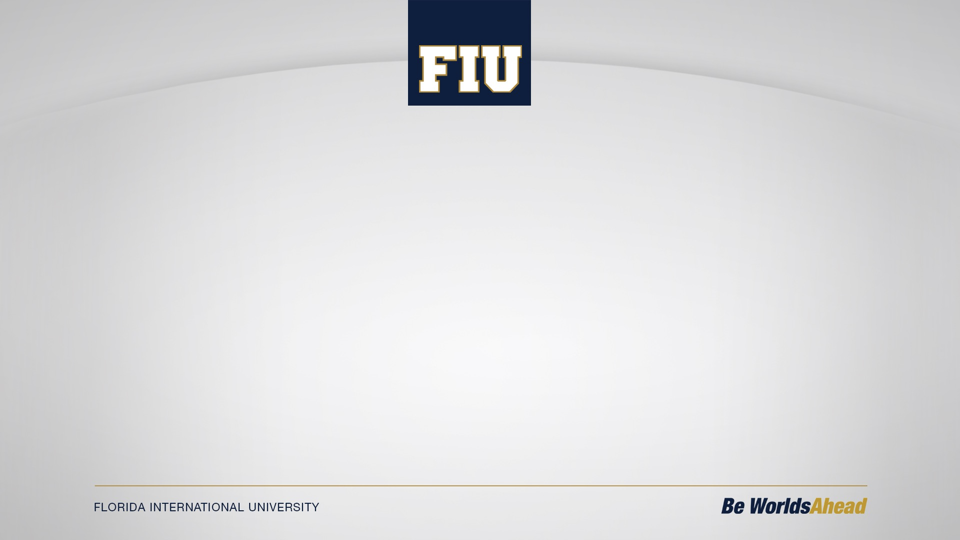 FIU
FLORIDA INTERNATIONAL UNIVERSITY
Be WorldsAhead